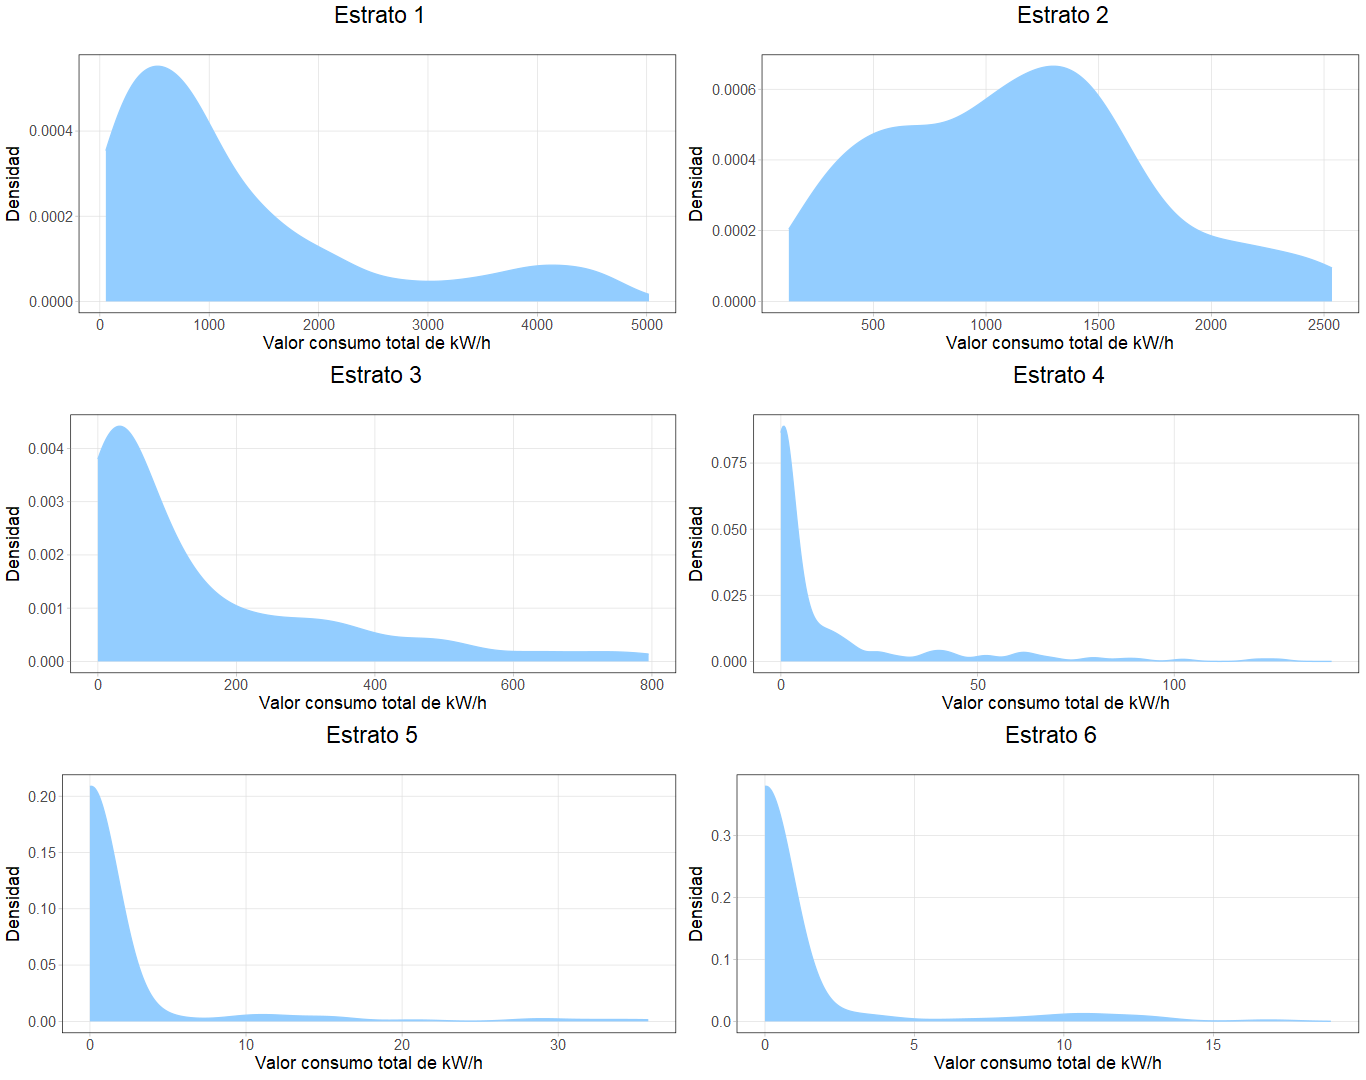 Estrato 1
Densidad
0.0004
0.0002
0.0000
0 1000 2000 3000 4000 5000
Valor consumo total de kW/h
Estrato 2
Densidad
0.0006
0.0004
0.0002
0.0000
500 1000 1500 2000 2500
Valor consumo total de kW/h
Estrato 3
Densidad
0.004
0.003
0.002
0.001
0.000
0 200 400 600 800
Valor consumo total de kW/h
Estrato 4
Densidad
0.075
0.050
0.025
0.000
0 50 100
Valor consumo total de kW/h
Estrato 5
Densidad
0.20
0.15
0.10
0.05
0.00
0 10 20 30
Valor consumo total de kW/h
Estrato 6
Densidad
0.3
0.2
0.1
0.0
0 5 10 15
Valor consumo total de kW/h